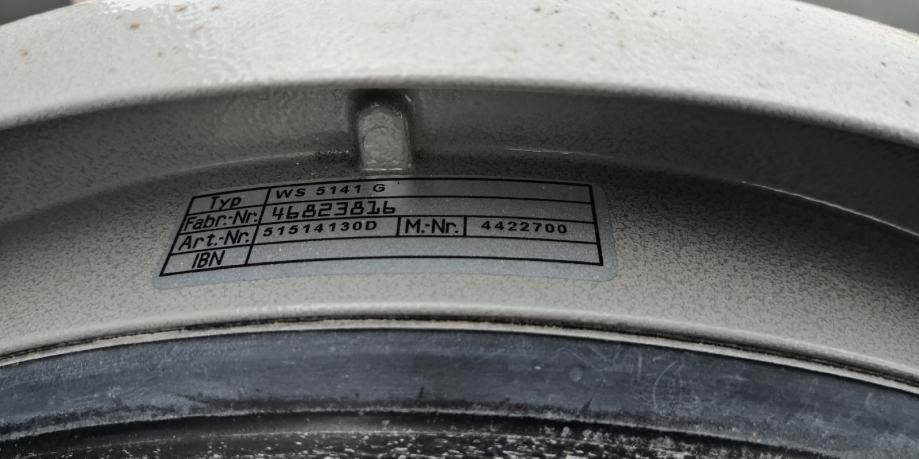 Typ WS 5141 G
Fabr.-Nr. 46823816
Art.-Nr. 51514130D M.-Nr. 4422700
IBN